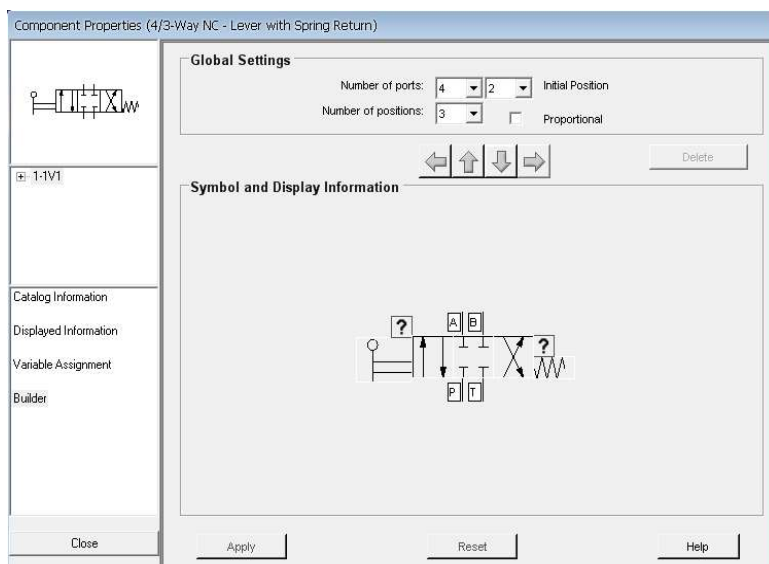 Component Properties (4/3-Way NC - Lever with Spring Return)
Global Settings
Number of ports: 4 2 Initial Position
Number of positions: 3 Proportional
Delete
1-1V1
Symbol and Display Information
Catalog Information
Displayed Information
Variable Assignment
Builder
? A B ?
P T
Close
Apply Reset Help